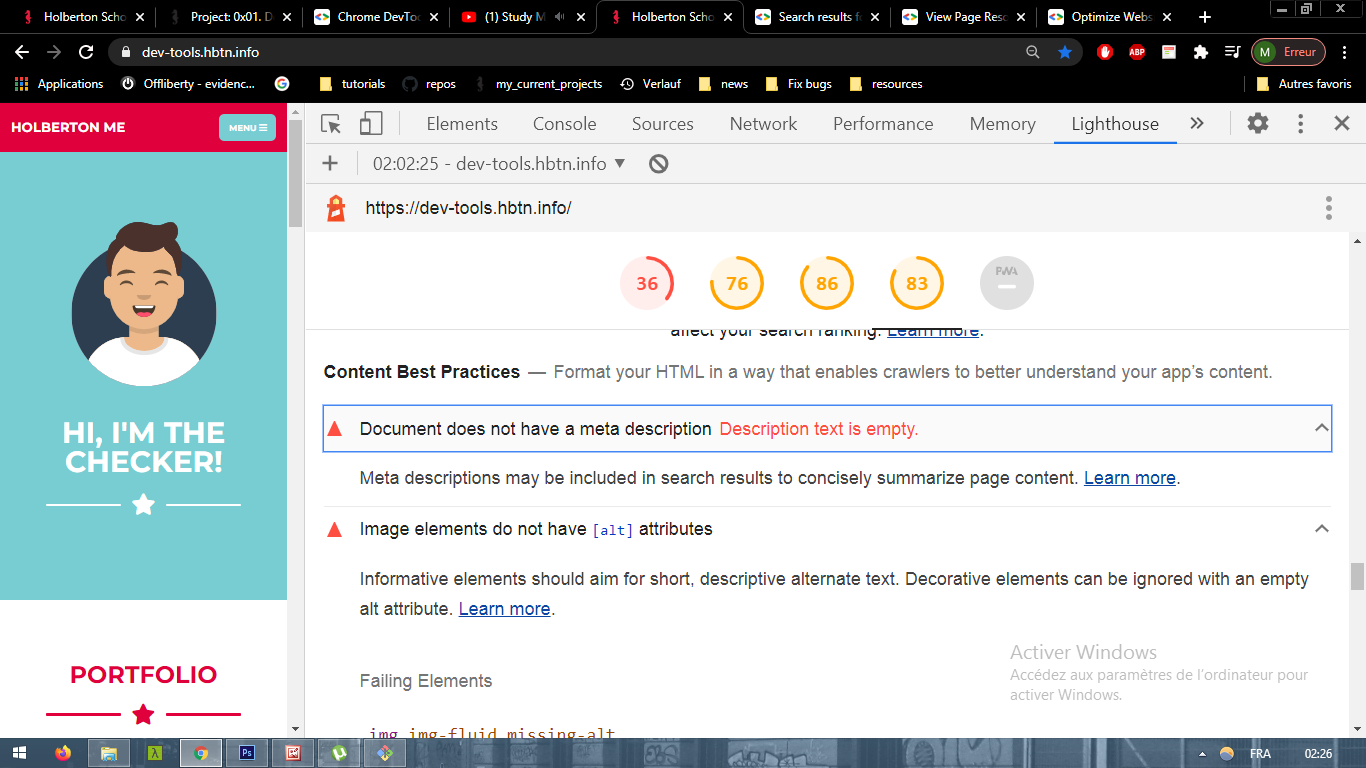 Holberton Scho
Project: 0x01. D
Chrome DevToo
(1) Study M
Holberton Scho
Search results fo
View Page Reso
Optimize Webs
dev-tools.hbtn.info
ABP
M Erreur
Applications
Offliberty - evidenc...
tutorials
repos
my_current_projects
Verlauf
news
Fix bugs
resources
Autres favoris
HOLBERTON ME
MENU
HI, I'M THE
CHECKER!
PORTFOLIO
Elements Console Sources Network Performance Memory Lighthouse
02:02:25 - dev-tools.hbtn.info
https://dev-tools.hbtn.info/
36 76 86 83 PWA
affect your search ranking. Learn more.
Content Best Practices — Format your HTML in a way that enables crawlers to better understand your app's content.
Document does not have a meta description Description text is empty.
Meta descriptions may be included in search results to concisely summarize page content. Learn more.
Image elements do not have [alt] attributes
Informative elements should aim for short, descriptive alternate text. Decorative elements can be ignored with an empty
alt attribute. Learn more.
Failing Elements
img.img-fluid.missing-alt
Activer Windows
Accédez aux paramètres de l'ordinateur pour
activer Windows.
Ps
FRA
02:26